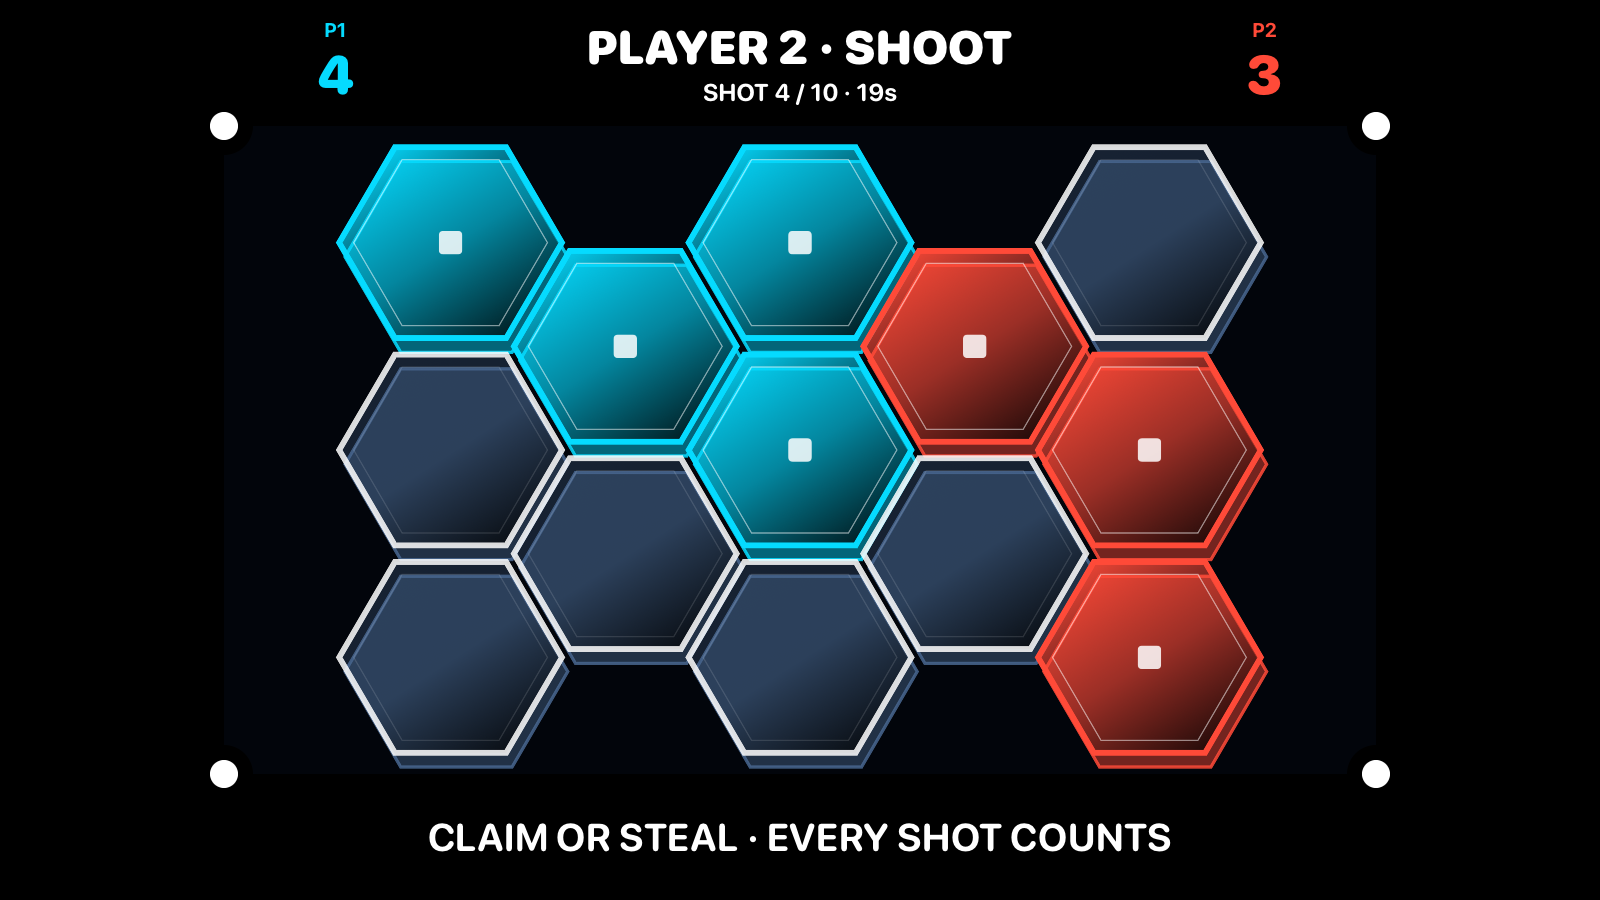 P1
4
PLAYER 2 · SHOOT
SHOT 4 / 10 · 19s
P2
3
CLAIM OR STEAL · EVERY SHOT COUNTS